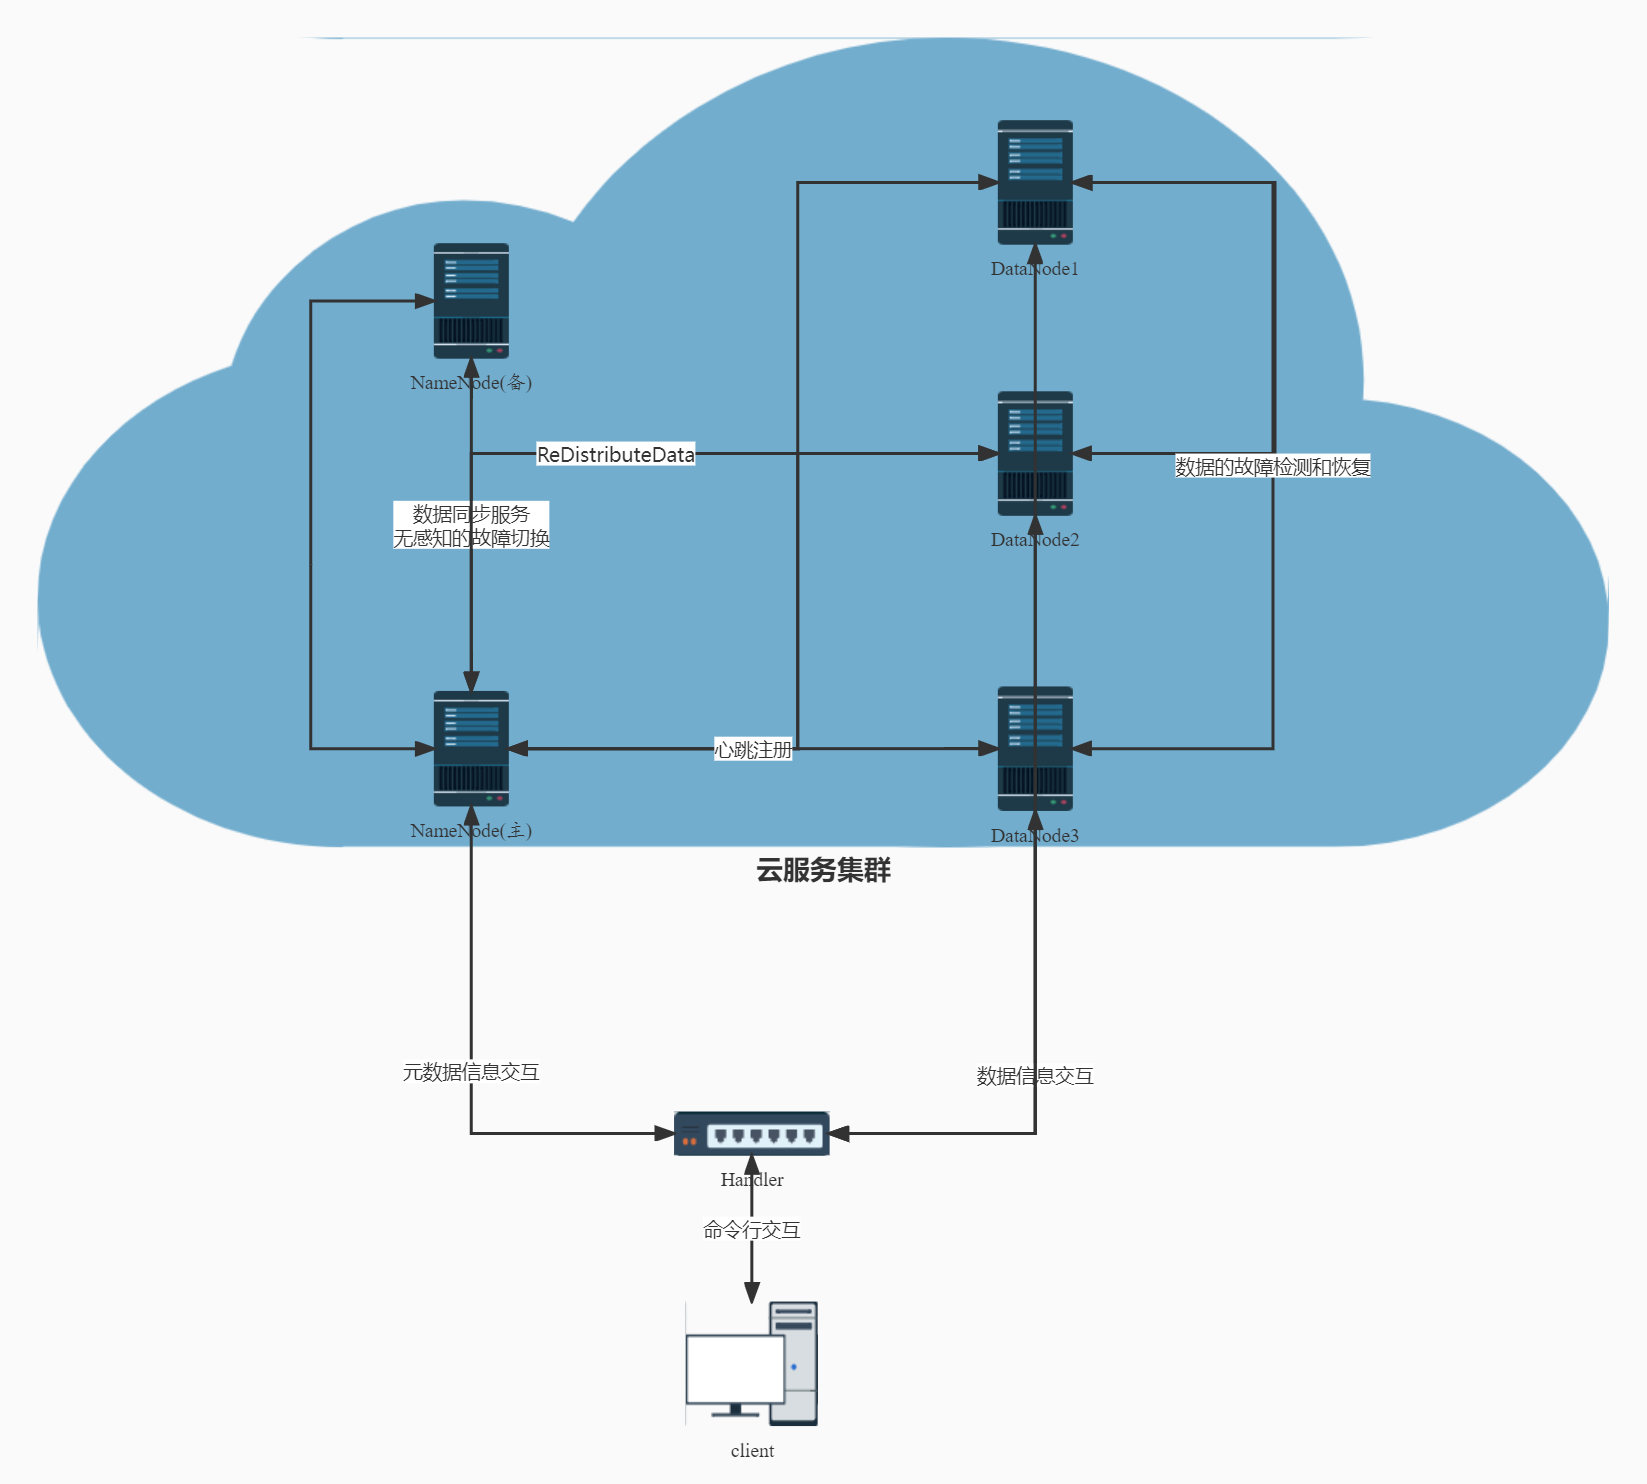 DataNode1
NameNode(备)
ReDistributeData
数据的故障检测和恢复
数据同步服务
无感知的故障切换
DataNode2
心跳注册
NameNode(主)
DataNode3
云服务集群
元数据信息交互
数据信息交互
Handler
命令行交互
client